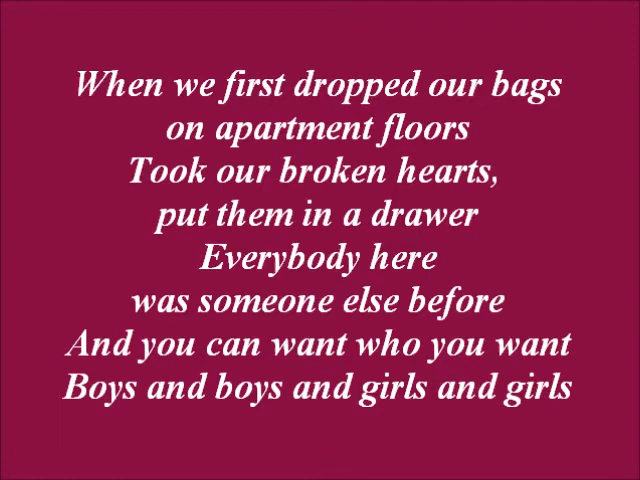 When we first dropped our bags
on apartment floors
Took our broken hearts,
put them in a drawer
Everybody here
was someone else before
And you can want who you want
Boys and boys and girls and girls